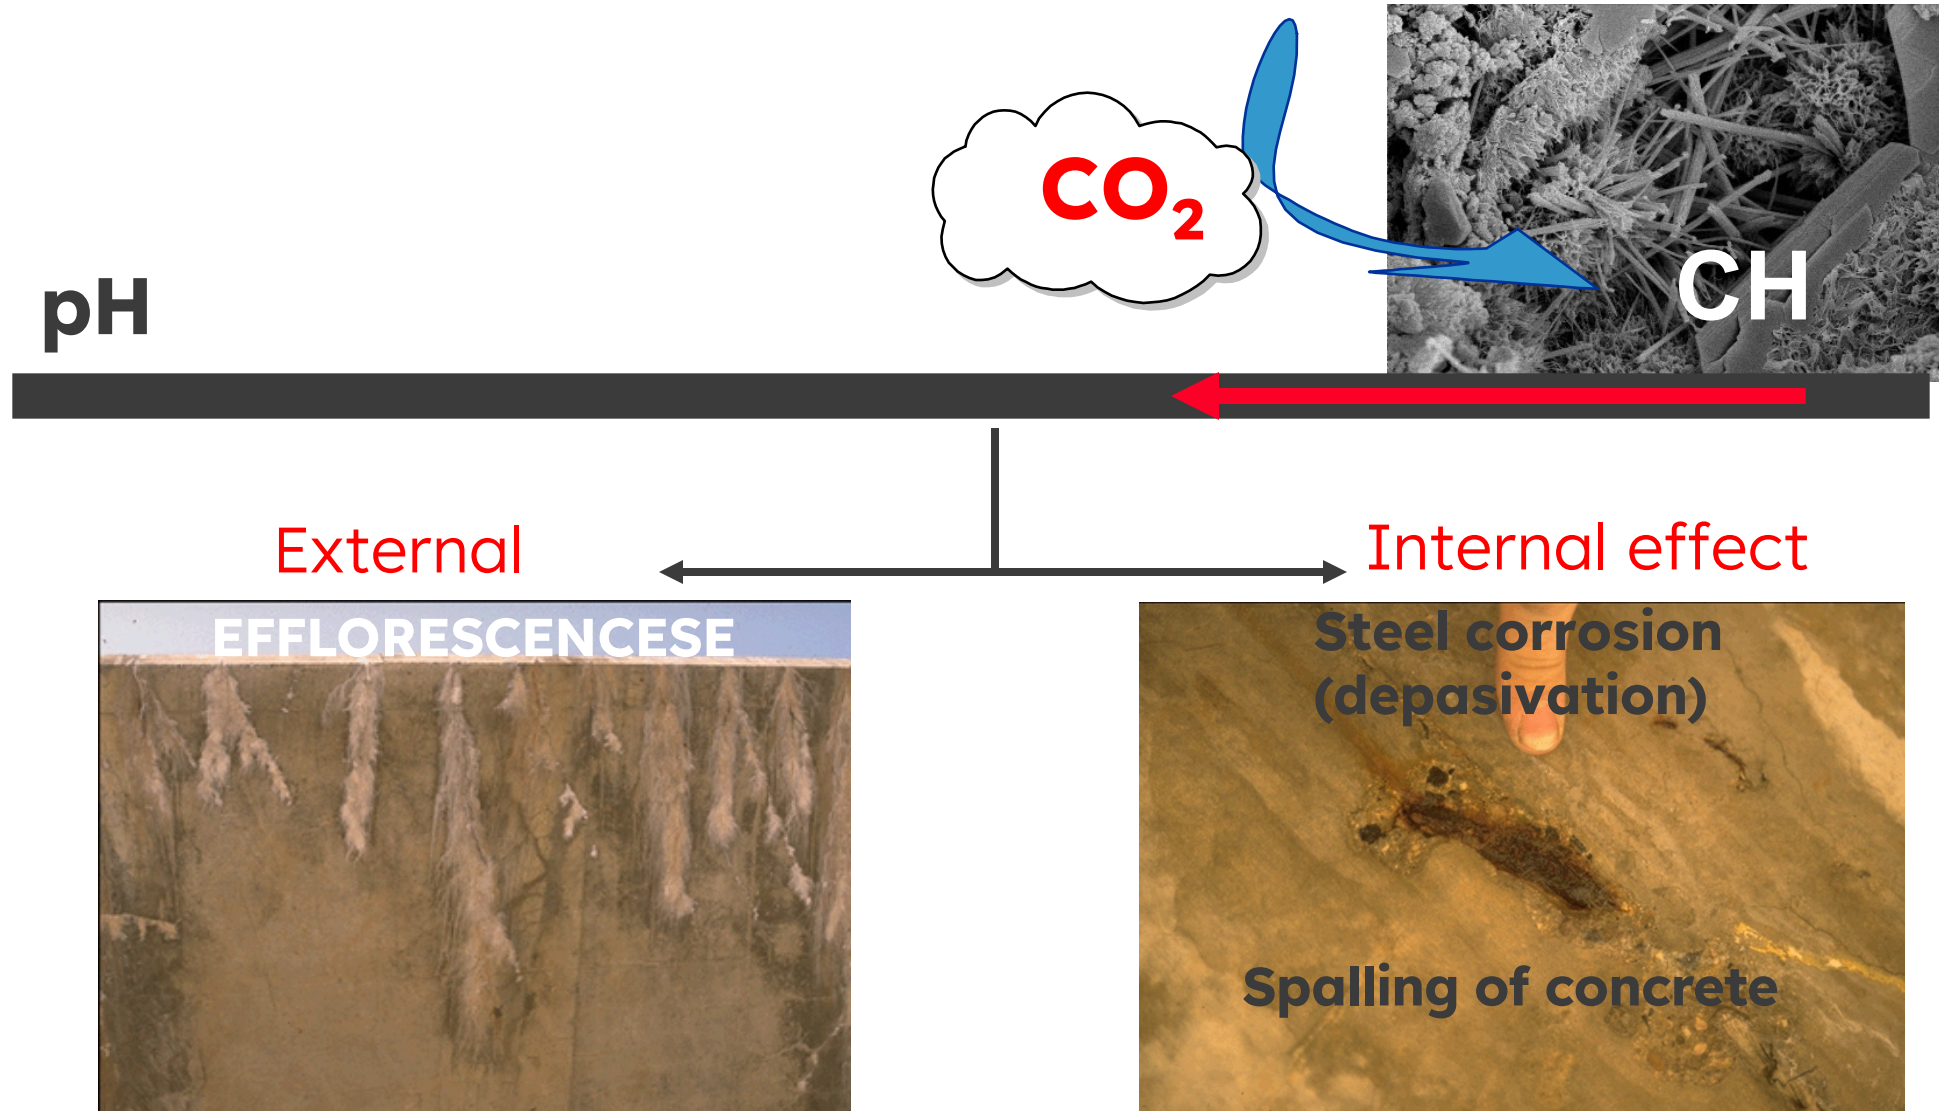 CO₂
CH
pH
External
Internal effect
EFFLORESCENCESE
Steel corrosion
(depasivation)
Spalling of concrete